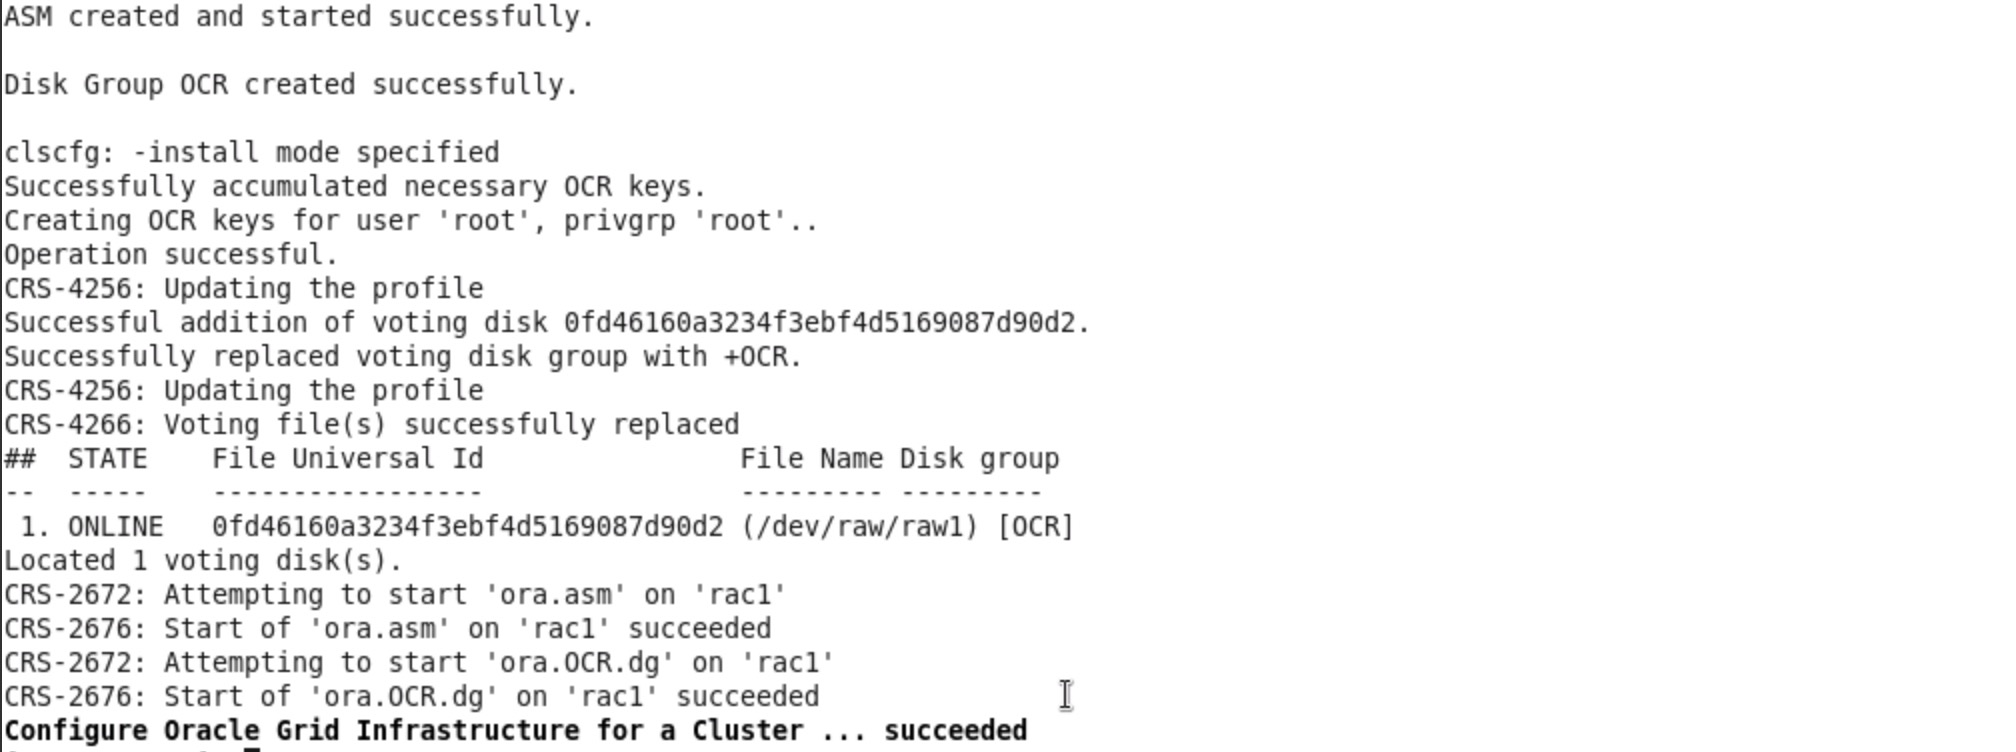 ASM created and started successfully.
Disk Group OCR created successfully.
clscfg: -install mode specified
Successfully accumulated necessary OCR keys.
Creating OCR keys for user 'root', privgrp 'root'..
Operation successful.
CRS-4256: Updating the profile
Successful addition of voting disk 0fd46160a3234f3ebf4d5169087d90d2.
Successfully replaced voting disk group with +OCR.
CRS-4256: Updating the profile
CRS-4266: Voting file(s) successfully replaced
##  STATE    File Universal Id                File Name Disk group
--  -----    -----------------                --------- ---------
 1. ONLINE   0fd46160a3234f3ebf4d5169087d90d2 (/dev/raw/raw1) [OCR]
Located 1 voting disk(s).
CRS-2672: Attempting to start 'ora.asm' on 'rac1'
CRS-2676: Start of 'ora.asm' on 'rac1' succeeded
CRS-2672: Attempting to start 'ora.OCR.dg' on 'rac1'
CRS-2676: Start of 'ora.OCR.dg' on 'rac1' succeeded
Configure Oracle Grid Infrastructure for a Cluster ... succeeded